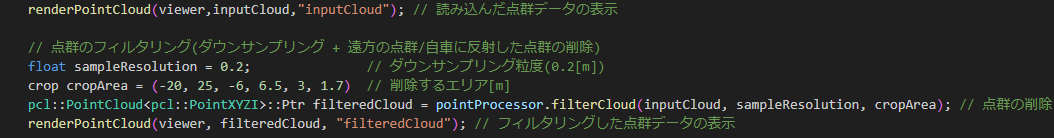 renderPointCloud(viewer,inputCloud,"inputCloud"); // 読み込んだ点群データの表示
// 点群のフィルタリング(ダウンサンプリング + 遠方の点群/自車に反射した点群の削除)
float sampleResolution = 0.2; // ダウンサンプリング粒度(0.2[m])
crop cropArea = (-20, 25, -6, 6.5, 3, 1.7) // 削除するエリア[m]
pcl::PointCloud<pcl::PointXYZI>::Ptr filteredCloud = pointProcessor.filterCloud(inputCloud, sampleResolution, cropArea); // 点群の削除
renderPointCloud(viewer, filteredCloud, "filteredCloud"); // フィルタリングした点群データの表示